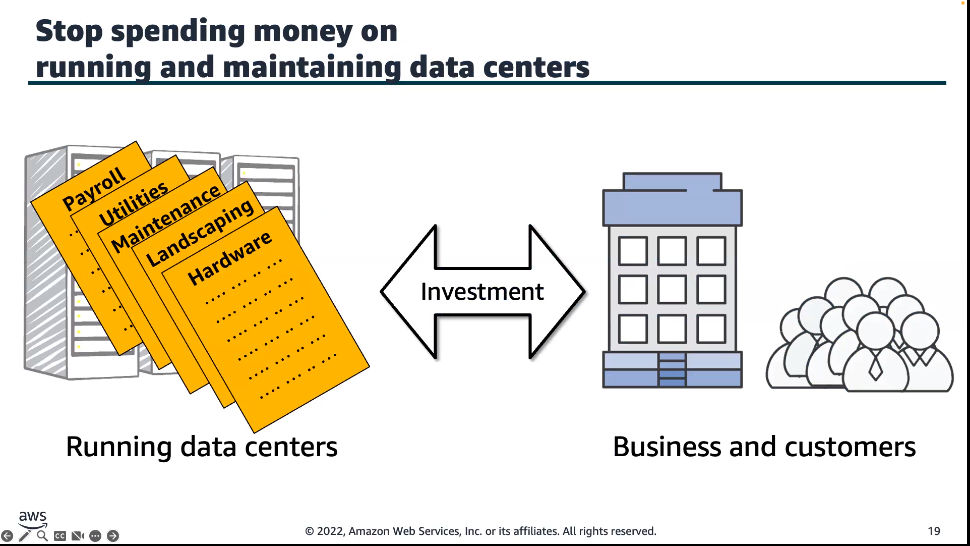 Stop spending money on
running and maintaining data centers
Payroll
Utilities
Maintenance
Landscaping
Hardware
Investment
Running data centers
Business and customers
aws
CC
© 2022, Amazon Web Services, Inc. or its affiliates. All rights reserved.
19